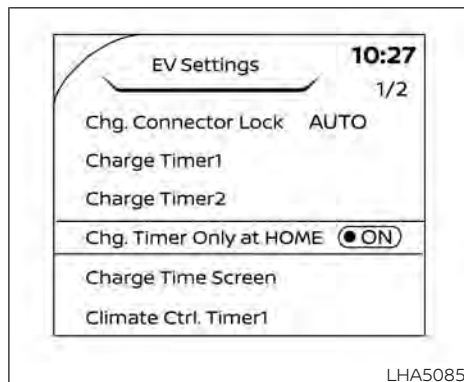 EV Settings 10:27
1/2
Chg. Connector Lock AUTO
Charge Timer1
Charge Timer2
Chg. Timer Only at HOME ON
Charge Time Screen
Climate Ctrl. Timer1
LHA5085